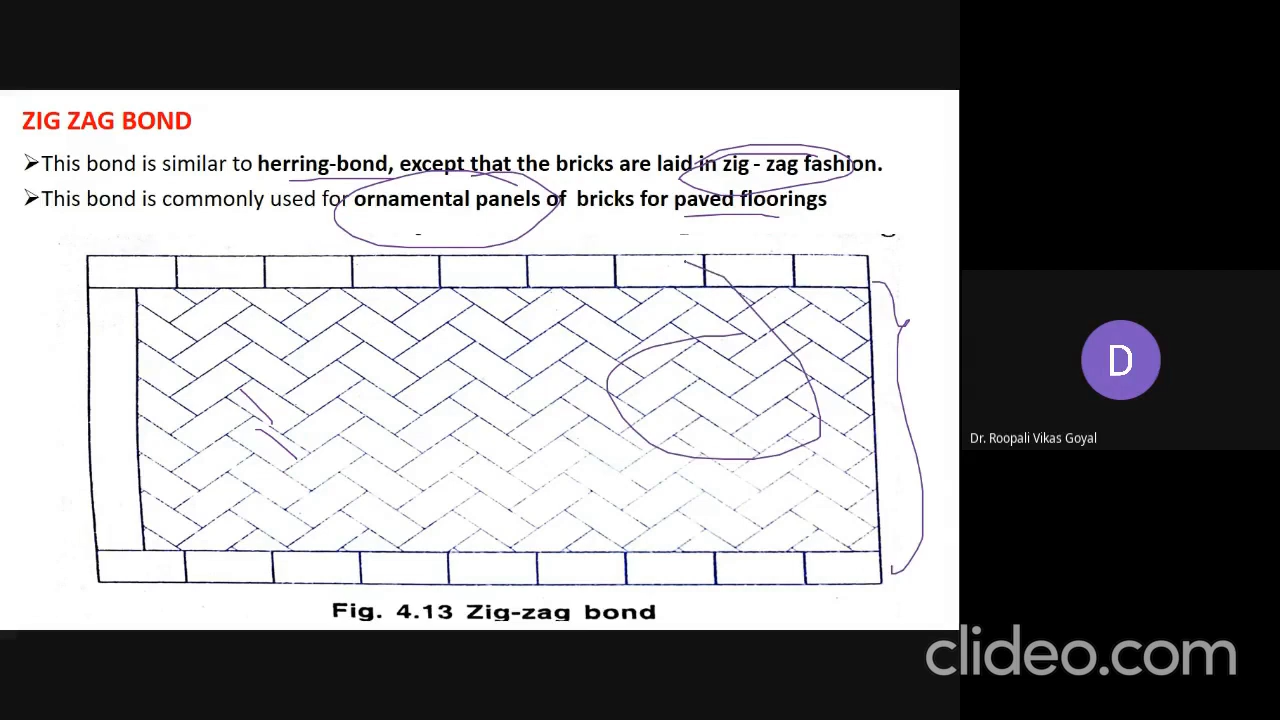 ZIG ZAG BOND
➢This bond is similar to herring-bond, except that the bricks are laid in zig - zag fashion.
➢This bond is commonly used for ornamental panels of bricks for paved floorings
Fig. 4.13 Zig-zag bond
D
Dr. Roopali Vikas Goyal
clideo.com